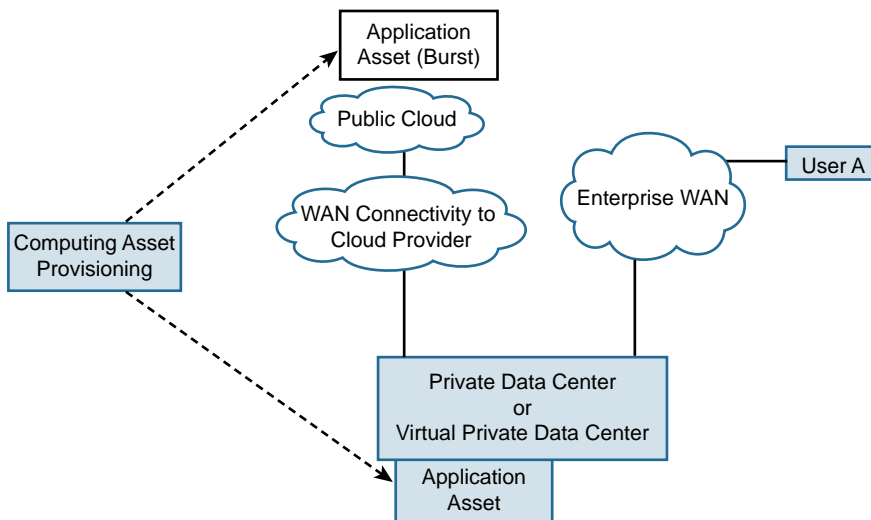 Application
Asset (Burst)
Public Cloud
User A
Enterprise WAN
WAN Connectivity to
Cloud Provider
Computing Asset
Provisioning
Private Data Center
or
Virtual Private Data Center
Application
Asset